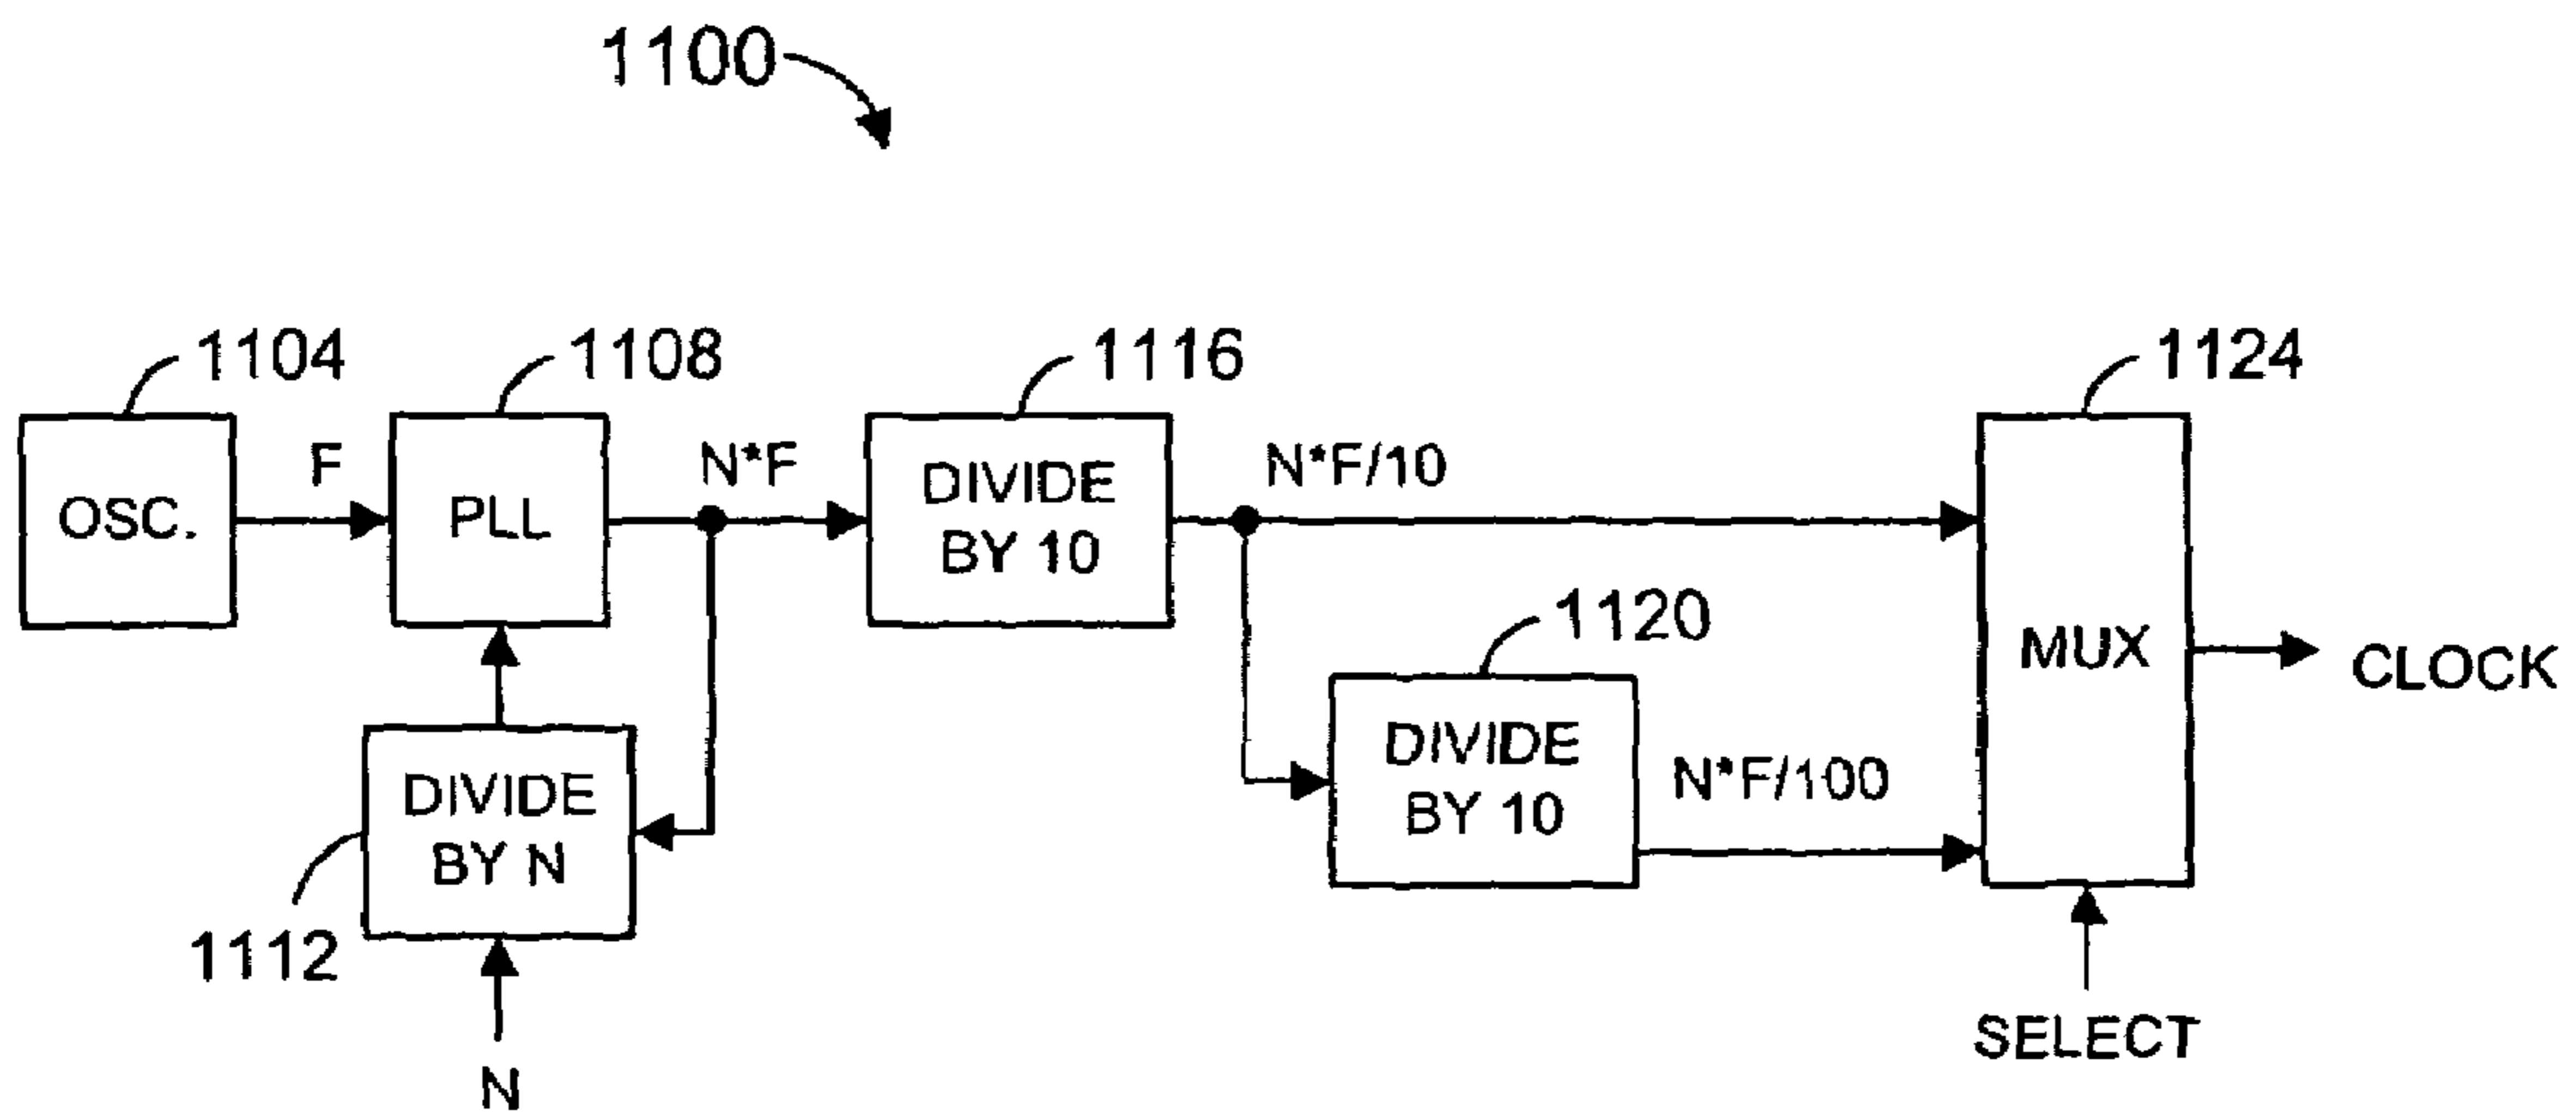 1100
1104
1108
1116
1124
OSC.
F
PLL
N*F
DIVIDE
BY 10
N*F/10
1120
MUX
CLOCK
DIVIDE
BY 10
N*F/100
DIVIDE
BY N
1112
N
SELECT